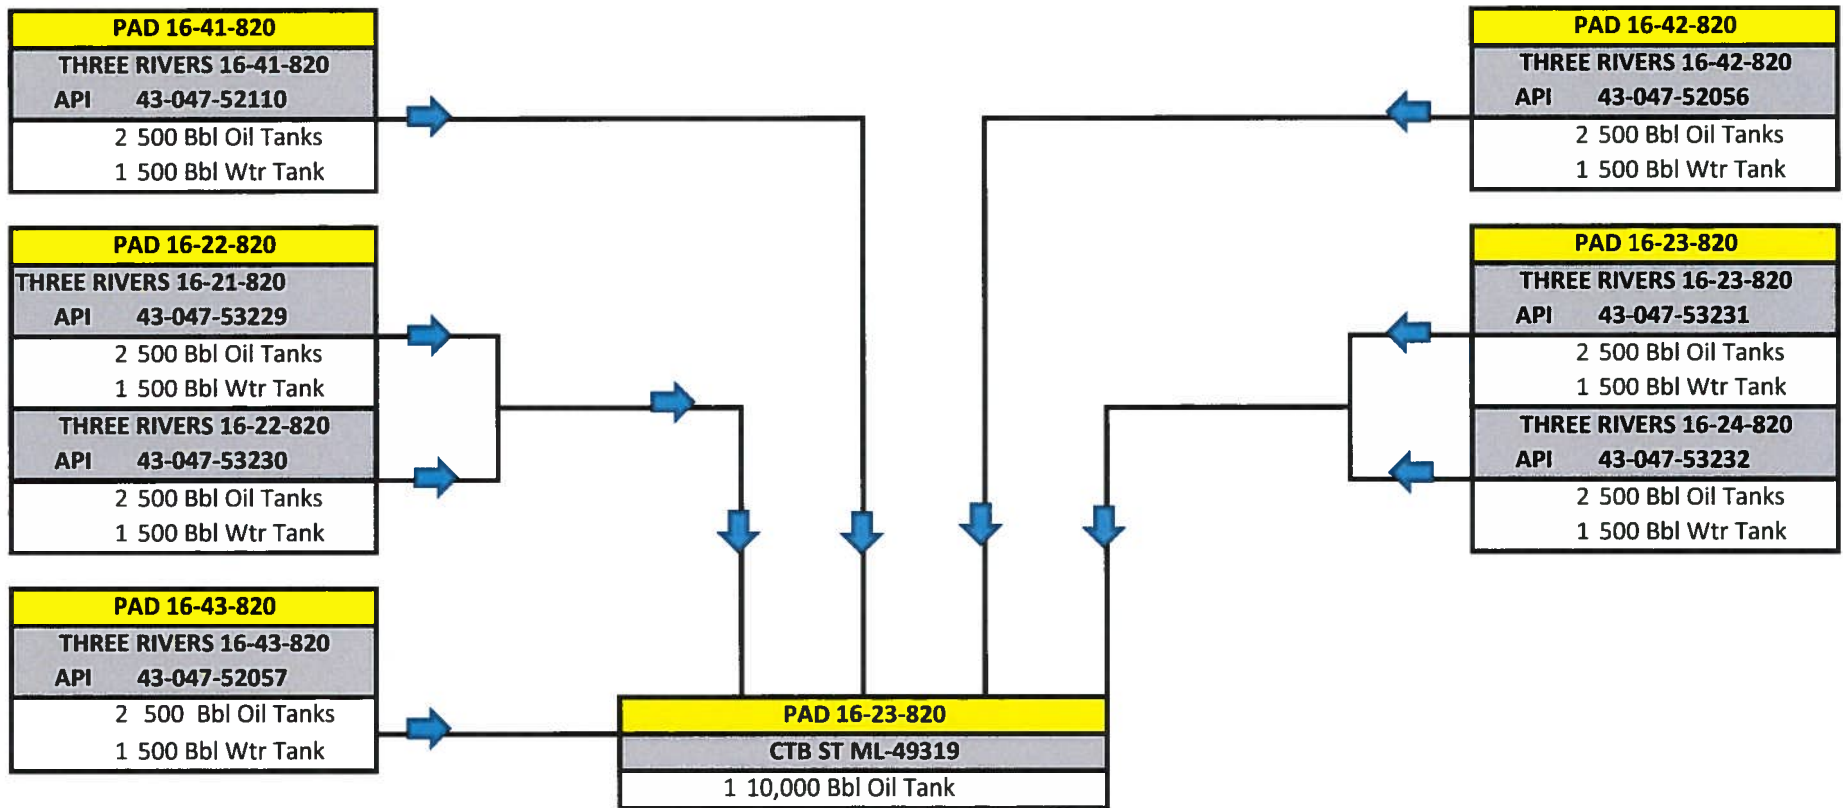 PAD 16-41-820
THREE RIVERS 16-41-820
API 43-047-52110
2 500 Bbl Oil Tanks
1 500 Bbl Wtr Tank
PAD 16-22-820
THREE RIVERS 16-21-820
API 43-047-53229
2 500 Bbl Oil Tanks
1 500 Bbl Wtr Tank
THREE RIVERS 16-22-820
API 43-047-53230
2 500 Bbl Oil Tanks
1 500 Bbl Wtr Tank
PAD 16-43-820
THREE RIVERS 16-43-820
API 43-047-52057
2 500 Bbl Oil Tanks
1 500 Bbl Wtr Tank
PAD 16-42-820
THREE RIVERS 16-42-820
API 43-047-52056
2 500 Bbl Oil Tanks
1 500 Bbl Wtr Tank
PAD 16-23-820
THREE RIVERS 16-23-820
API 43-047-53231
2 500 Bbl Oil Tanks
1 500 Bbl Wtr Tank
THREE RIVERS 16-24-820
API 43-047-53232
2 500 Bbl Oil Tanks
1 500 Bbl Wtr Tank
PAD 16-23-820
CTB ST ML-49319
1 10,000 Bbl Oil Tank